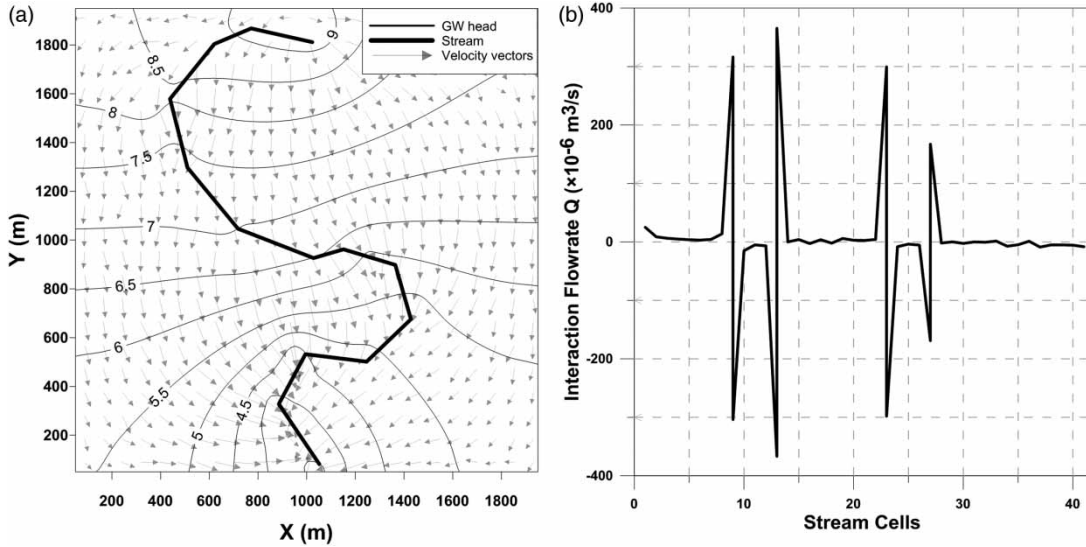 (a)
GW head
Stream
Velocity vectors
9
8.5
8
7.5
7
6.5
6
5.5
5
4.5
1800
1600
1400
1200
1000
800
600
400
200
Y (m)
200 400 600 800 1000 1200 1400 1600 1800
X (m)
(b)
400
200
0
-200
-400
Interaction Flowrate Q (×10-6 m3/s)
0 10 20 30 40
Stream Cells